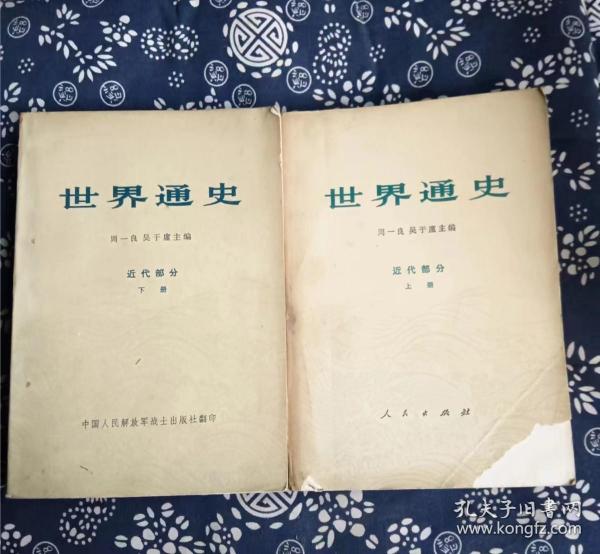 世界通史
周一良 吴于廑主编
近代部分
下 册
中国人民解放军战士出版社翻印
世界通史
周一良 吴于廑主编
近代部分
上 册
人民出版社
孔夫子旧书网
www.kongfz.com